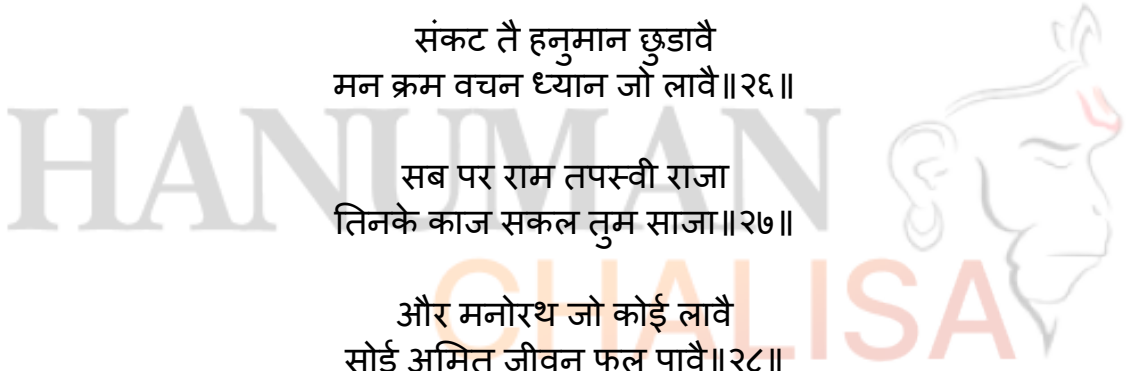 संकट तै हनुमान छुडावै
मन क्रम वचन ध्यान जो लावै॥२६॥
HANUMAN
सब पर राम तपस्वी राजा
तिनके काज सकल तुम साजा॥२७॥
CHALISA
और मनोरथ जो कोई लावै
सोई अमित जीवन फल पावै॥२८॥